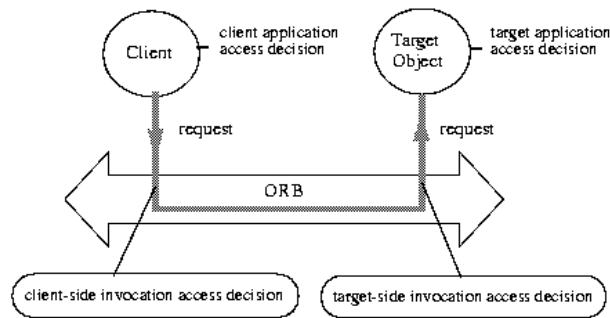 client application
access decision
Client
target application
access decision
Target
Object
request
request
ORB
client-side invocation access decision
target-side invocation access decision